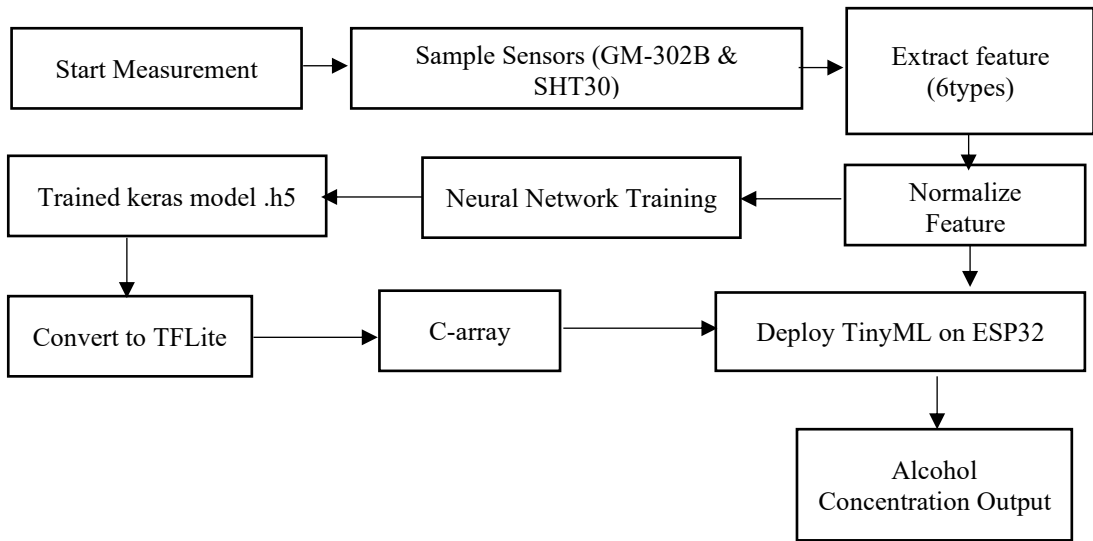 Start Measurement
Sample Sensors (GM-302B &
SHT30)
Extract feature
(6types)
Trained keras model .h5
Neural Network Training
Normalize
Feature
Convert to TFLite
C-array
Deploy TinyML on ESP32
Alcohol
Concentration Output